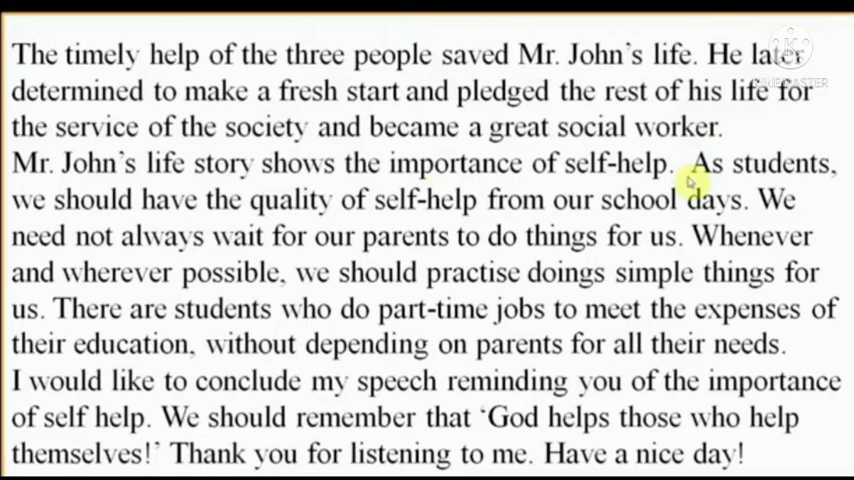 The timely help of the three people saved Mr. John's life. He later
determined to make a fresh start and pledged the rest of his life for
the service of the society and became a great social worker.
Mr. John's life story shows the importance of self-help. As students,
we should have the quality of self-help from our school days. We
need not always wait for our parents to do things for us. Whenever
and wherever possible, we should practise doings simple things for
us. There are students who do part-time jobs to meet the expenses of
their education, without depending on parents for all their needs.
I would like to conclude my speech reminding you of the importance
of self help. We should remember that 'God helps those who help
themselves!' Thank you for listening to me. Have a nice day!